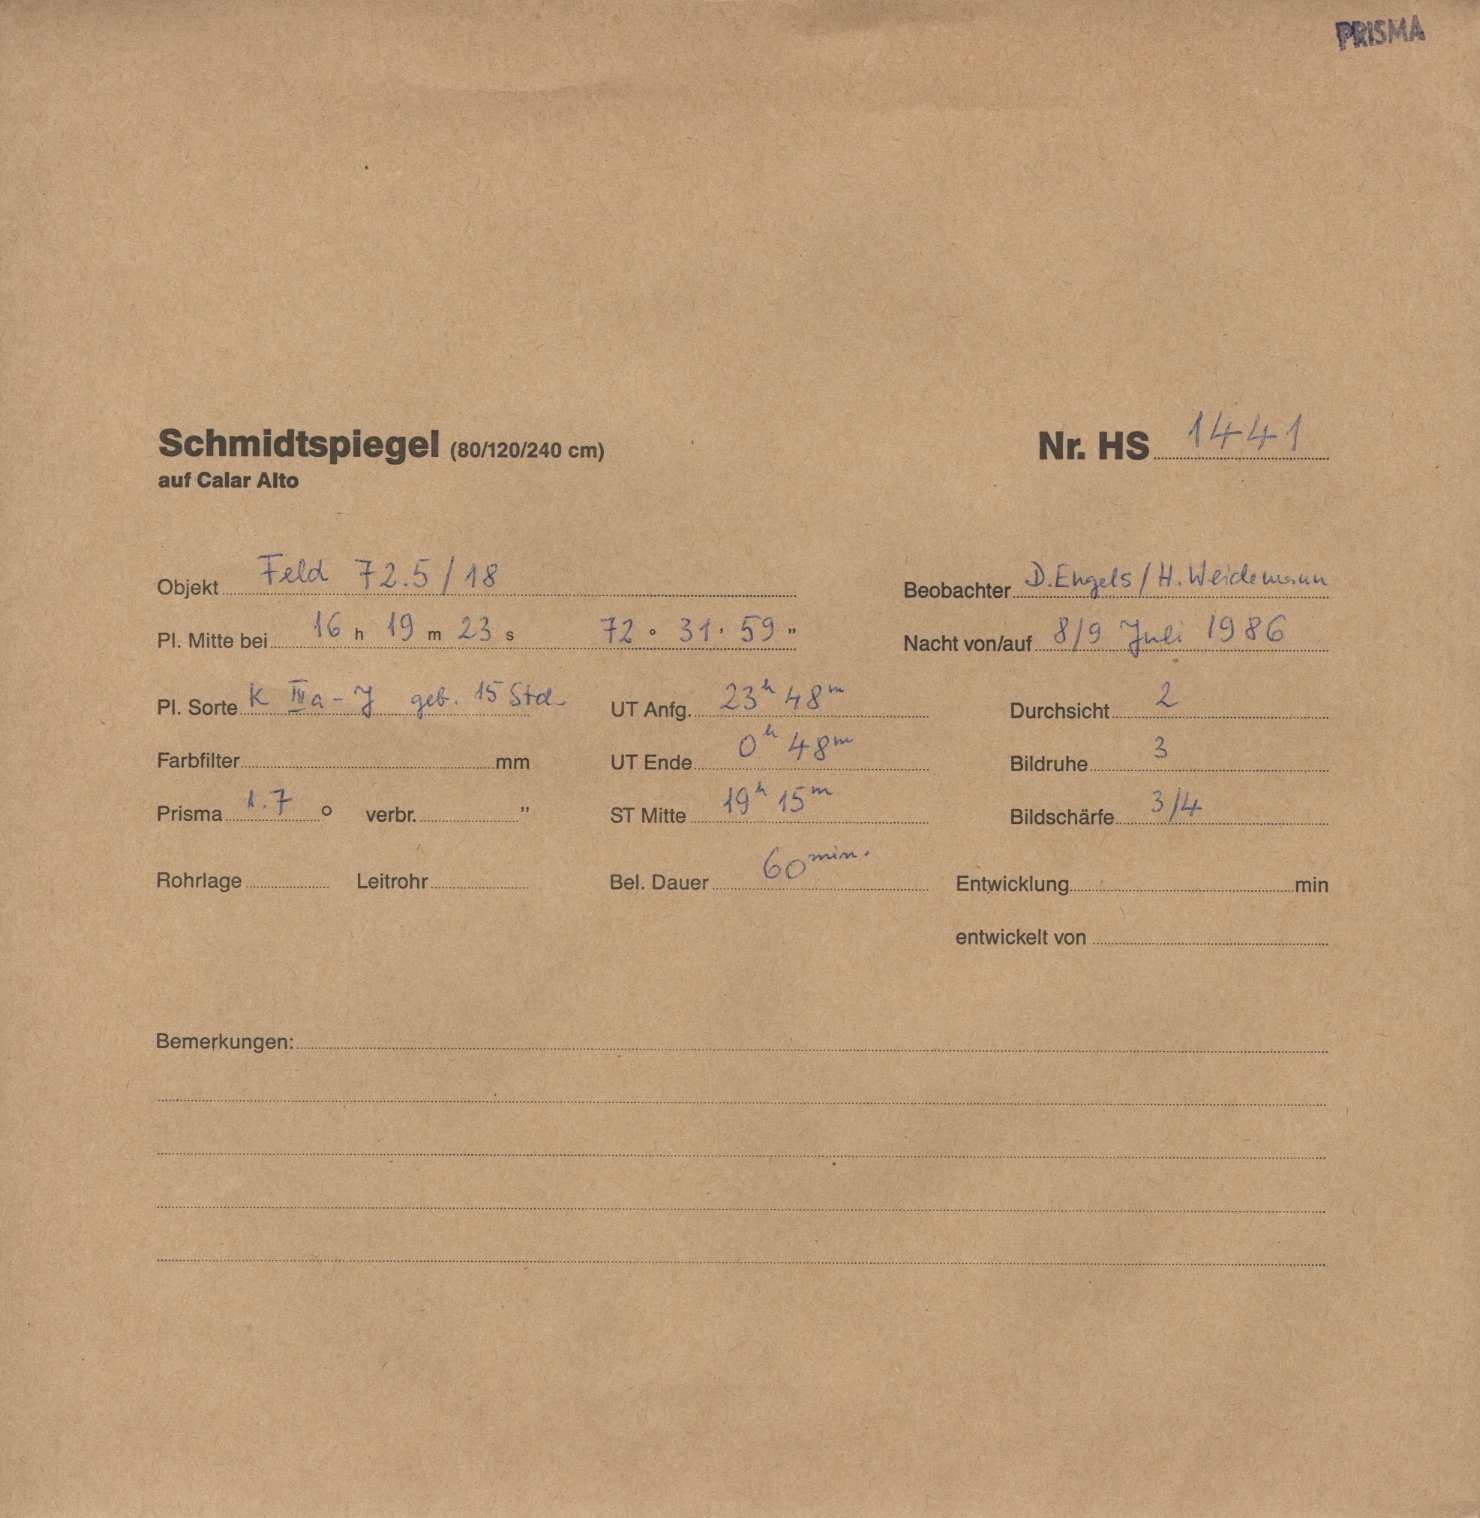 PRISMA
Schmidtspiegel (80/120/240 cm) Nr. HS 1441
auf Calar Alto
Objekt Feld 72.5/18 Beobachter D.Engels/H.Weidemann
Pl. Mitte bei 16 h 19 m 23 s 72 ° 31 ' 59 " Nacht von/auf 8/9 Juli 1986
Pl. Sorte K IIIa-J geb. 15 Std. UT Anfg. 23h 48m Durchsicht 2
Farbfilter mm UT Ende 0h 48m Bildruhe 3
Prisma 1.7 ° verbr. " ST Mitte 19h 15m Bildschärfe 3/4
Rohrlage Leitrohr Bel. Dauer 60 min. Entwicklung min
entwickelt von
Bemerkungen: